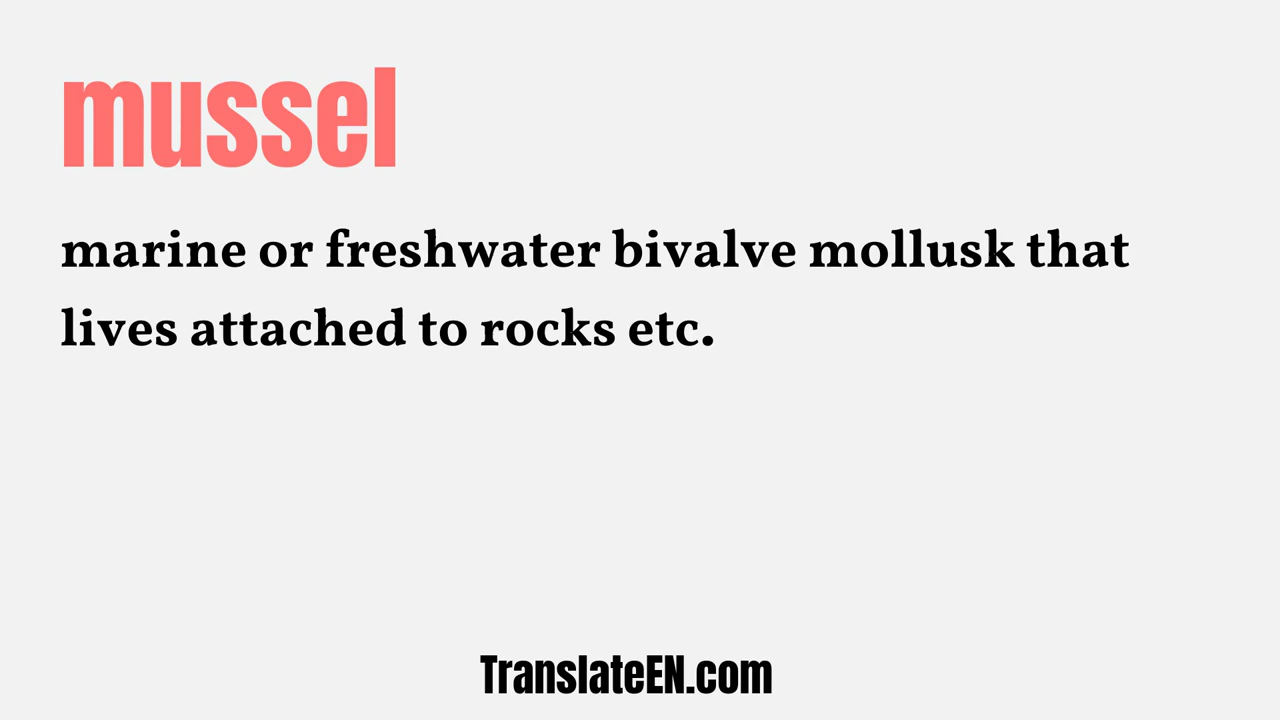 mussel
marine or freshwater bivalve mollusk that
lives attached to rocks etc.
TranslateEN.com